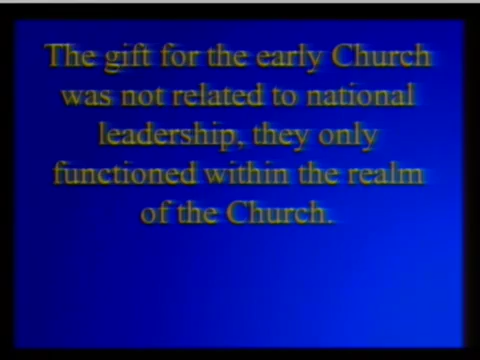 The gift for the early Church
was not related to national
leadership, they only
functioned within the realm
of the Church.